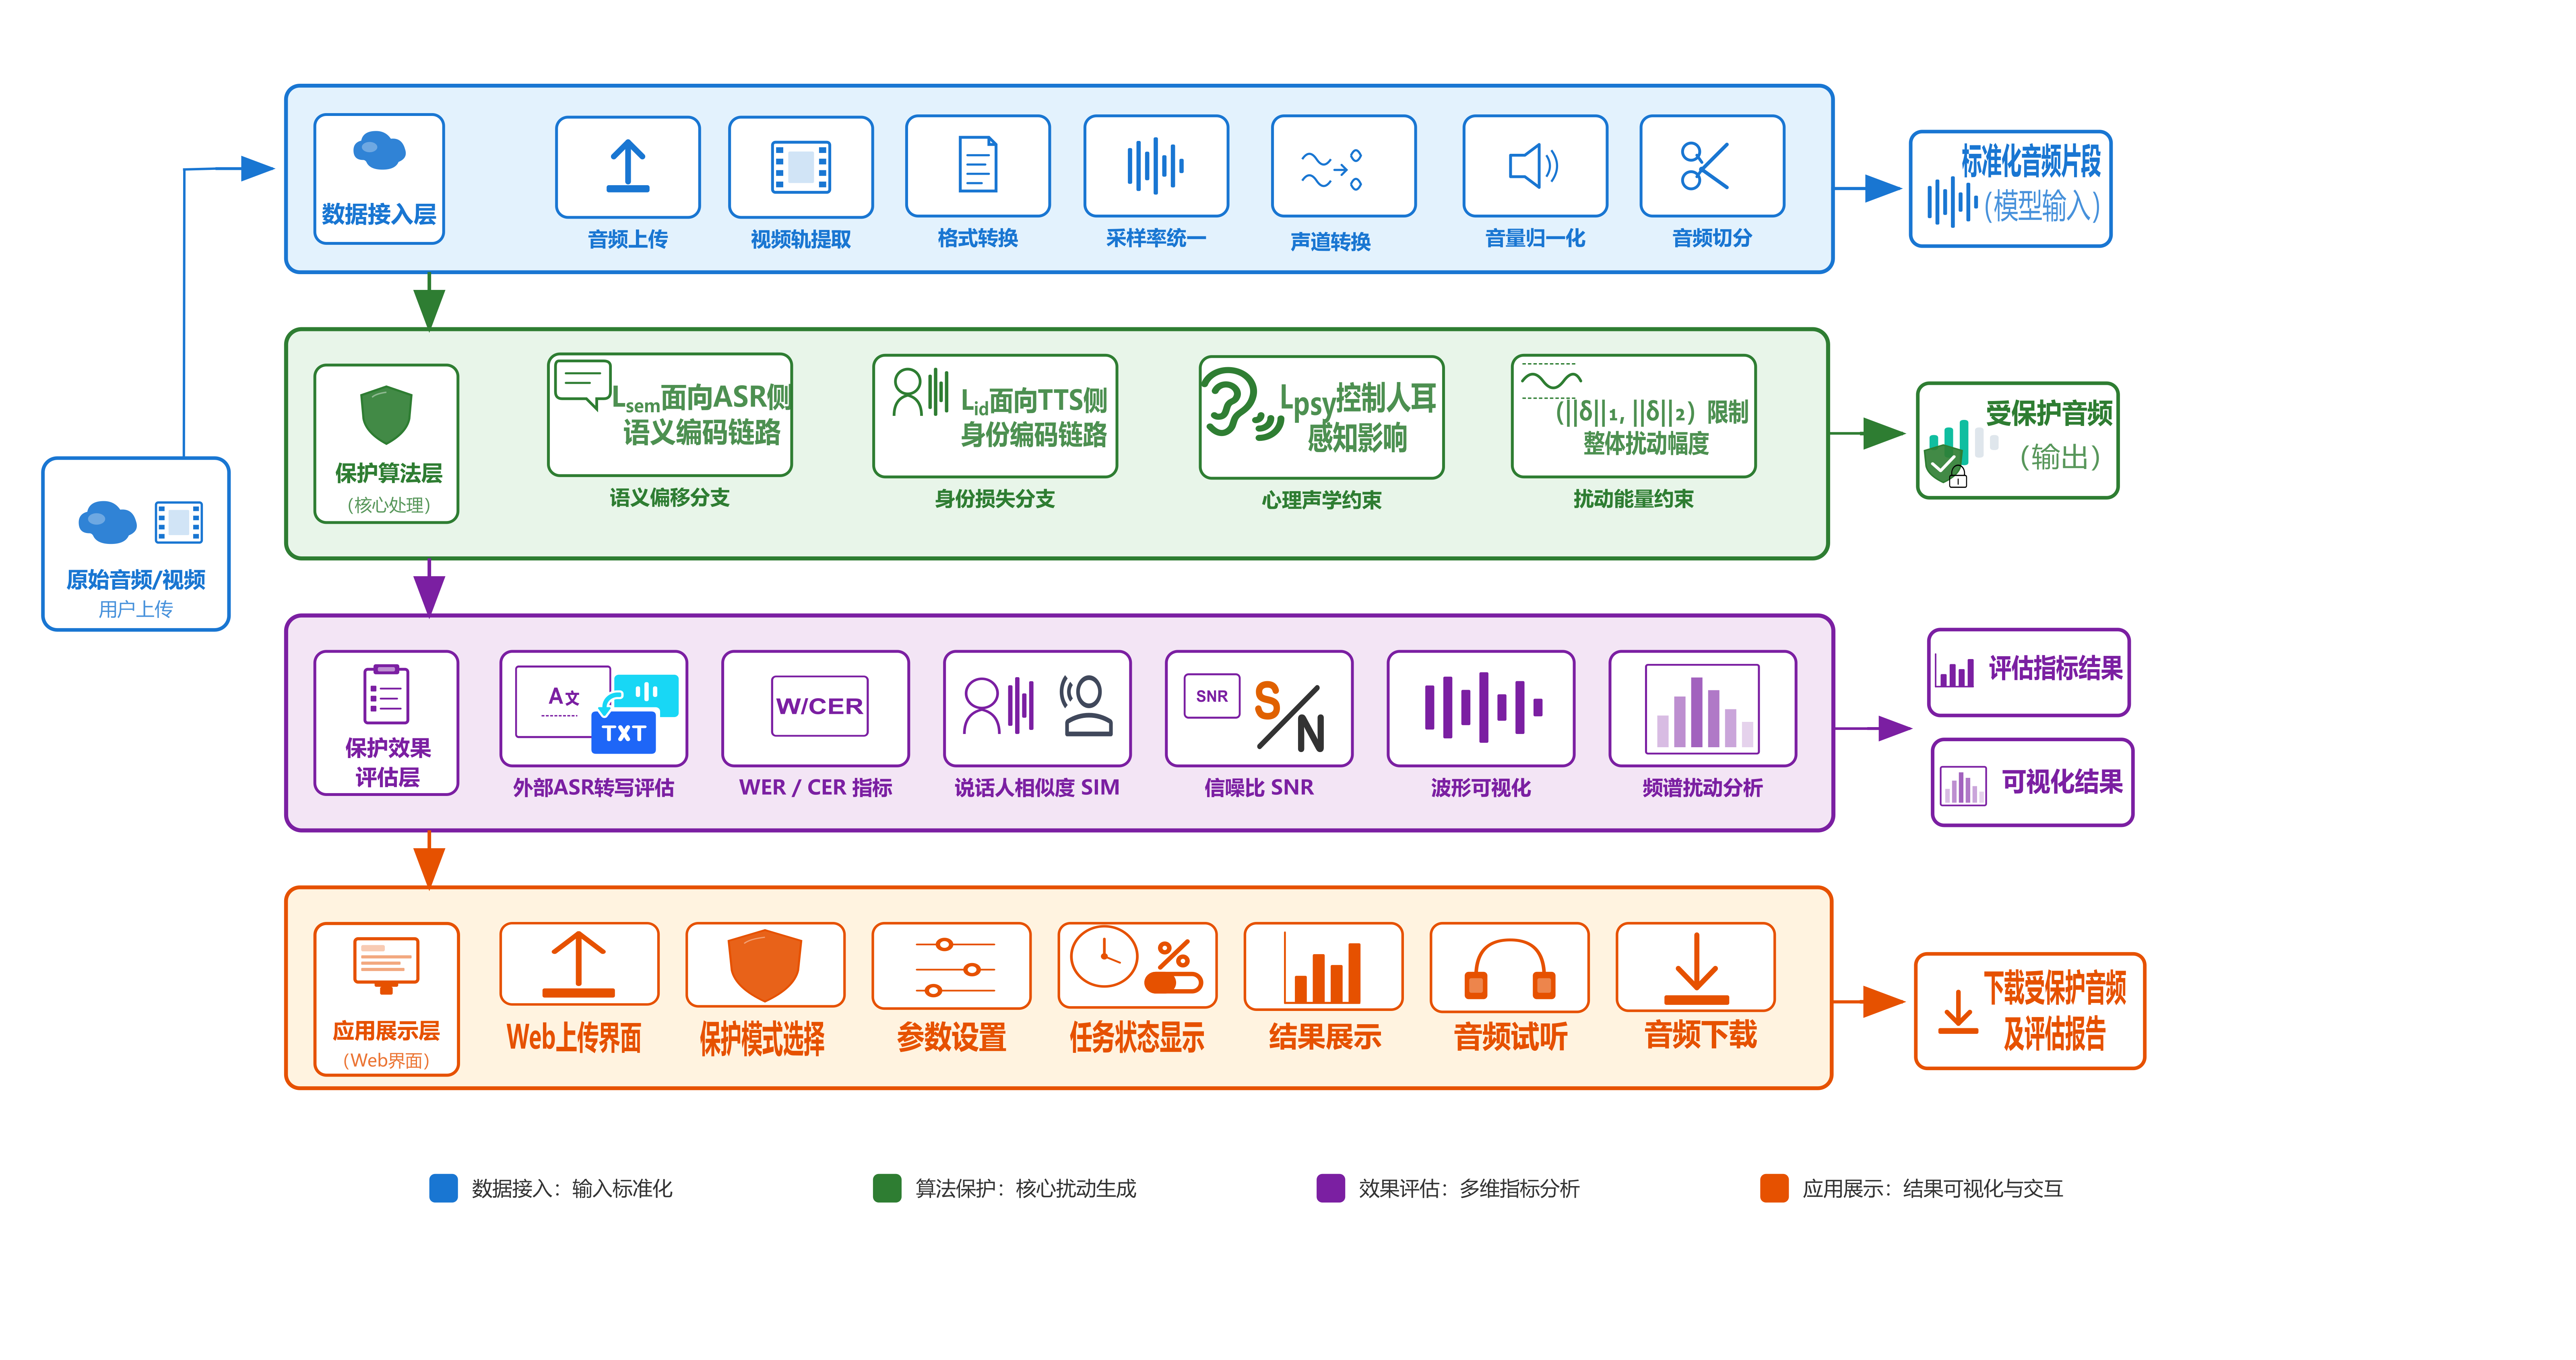 数据接入层
音频上传
视频轨提取
格式转换
采样率统一
声道转换
音量归一化
音频切分
标准化音频片段
(模型输入)
原始音频/视频
用户上传
保护算法层
(核心处理)
Lsem面向ASR侧
语义编码链路
语义偏移分支
Lid面向TTS侧
身份编码链路
身份损失分支
Lpsy控制人耳
感知影响
心理声学约束
(||δ||₁, ||δ||₂) 限制
整体扰动幅度
扰动能量约束
受保护音频
(输出)
保护效果
评估层
A文
TXT
外部ASR转写评估
W/CER
WER / CER 指标
说话人相似度 SIM
SNR
S/N
信噪比 SNR
波形可视化
频谱扰动分析
评估指标结果
可视化结果
应用展示层
(Web界面)
Web上传界面
保护模式选择
参数设置
%
任务状态显示
结果展示
音频试听
音频下载
下载受保护音频
及评估报告
数据接入：输入标准化
算法保护：核心扰动生成
效果评估：多维指标分析
应用展示：结果可视化与交互